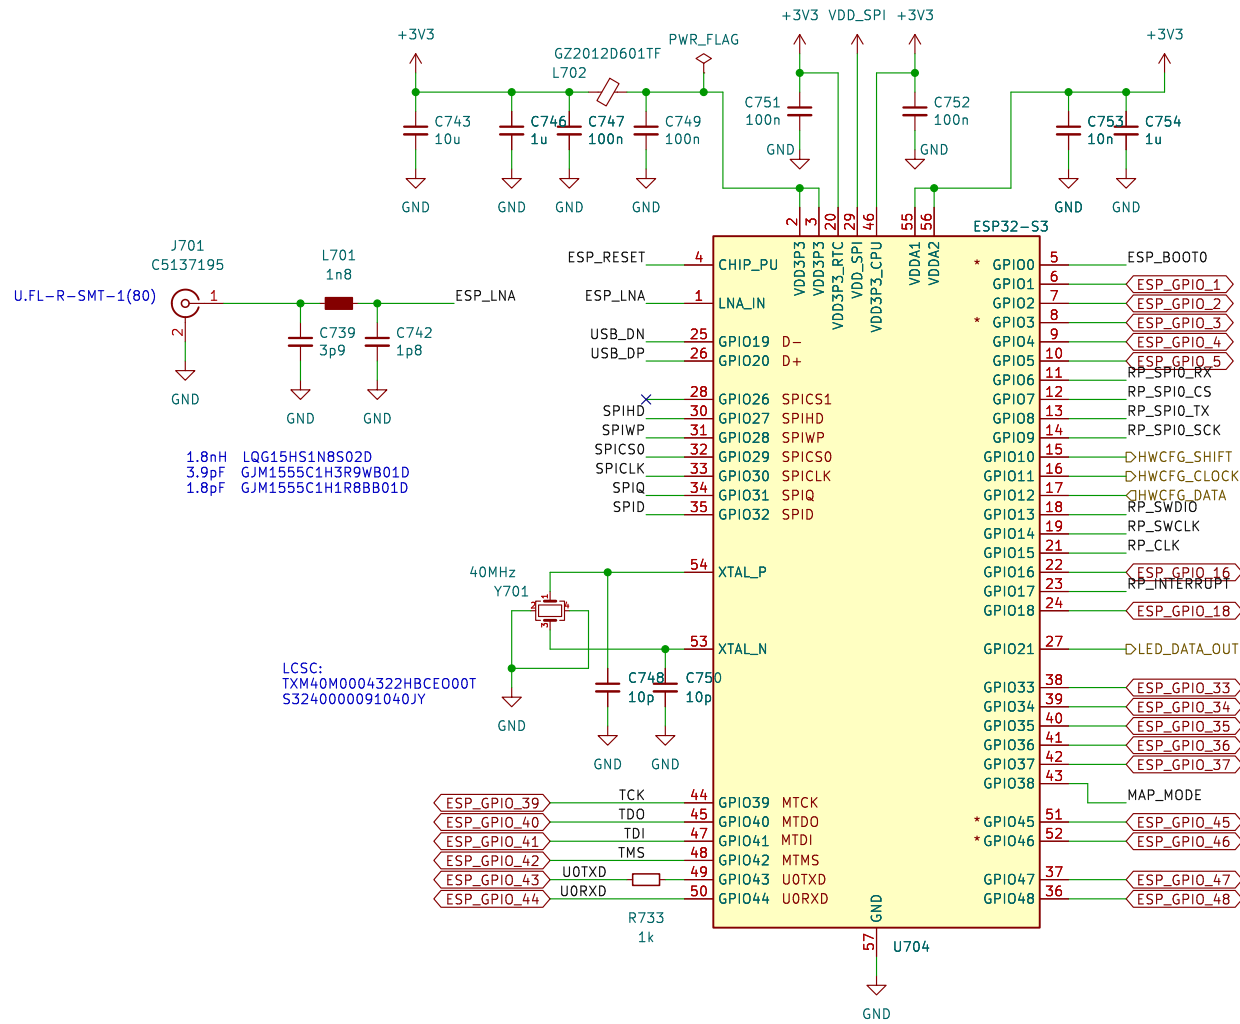 +3V3 VDD_SPI +3V3
+3V3
PWR_FLAG
+3V3
GZ2012D601TF
L702
C743
10u
C746
1u
C747
100n
C749
100n
C751
100n
C752
100n
C753
10n
C754
1u
GND
GND
GND
GND
GND
GND
GND
GND
2
3
20
29
46
55
56
VDD3P3
VDD3P3
VDD3P3_RTC
VDD_SPI
VDD3P3_CPU
VDDA1
VDDA2
ESP32-S3
J701
C5137195
U.FL-R-SMT-1(80)
1
2
GND
L701
1n8
ESP_LNA
C739
3p9
C742
1p8
GND
GND
1.8nH LQG15HS1N8S02D
3.9pF GJM1555C1H3R9WB01D
1.8pF GJM1555C1H1R8BB01D
ESP_RESET 4 CHIP_PU
ESP_LNA 1 LNA_IN
USB_DN 25 GPIO19 D-
USB_DP 26 GPIO20 D+
28 GPIO26 SPICS1
SPIHD 30 GPIO27 SPIHD
SPIWP 31 GPIO28 SPIWP
SPICS0 32 GPIO29 SPICS0
SPICLK 33 GPIO30 SPICLK
SPIQ 34 GPIO31 SPIQ
SPID 35 GPIO32 SPID
54 XTAL_P
53 XTAL_N
40MHz
Y701
1
2
4
3
LCSC:
TXM40M0004322HBCEO00T
S3240000091040JY
GND
C748
10p
C750
10p
GND
GND
ESP_GPIO_39 TCK 44 GPIO39 MTCK
ESP_GPIO_40 TDO 45 GPIO40 MTDO
ESP_GPIO_41 TDI 47 GPIO41 MTDI
ESP_GPIO_42 TMS 48 GPIO42 MTMS
ESP_GPIO_43 U0TXD 49 GPIO43 U0TXD
ESP_GPIO_44 U0RXD 50 GPIO44 U0RXD
R733
1k
* GPIO0 5 ESP_BOOT0
GPIO1 6 ESP_GPIO_1
GPIO2 7 ESP_GPIO_2
* GPIO3 8 ESP_GPIO_3
GPIO4 9 ESP_GPIO_4
GPIO5 10 ESP_GPIO_5
GPIO6 11 RP_SPI0_RX
GPIO7 12 RP_SPI0_CS
GPIO8 13 RP_SPI0_TX
GPIO9 14 RP_SPI0_SCK
GPIO10 15 HWCFG_SHIFT
GPIO11 16 HWCFG_CLOCK
GPIO12 17 HWCFG_DATA
GPIO13 18 RP_SWDIO
GPIO14 19 RP_SWCLK
GPIO15 21 RP_CLK
GPIO16 22 ESP_GPIO_16
GPIO17 23 RP_INTERRUPT
GPIO18 24 ESP_GPIO_18
GPIO21 27 LED_DATA_OUT
GPIO33 38 ESP_GPIO_33
GPIO34 39 ESP_GPIO_34
GPIO35 40 ESP_GPIO_35
GPIO36 41 ESP_GPIO_36
GPIO37 42 ESP_GPIO_37
GPIO38 43 MAP_MODE
* GPIO45 51 ESP_GPIO_45
* GPIO46 52 ESP_GPIO_46
GPIO47 37 ESP_GPIO_47
GPIO48 36 ESP_GPIO_48
GND
57
U704
GND